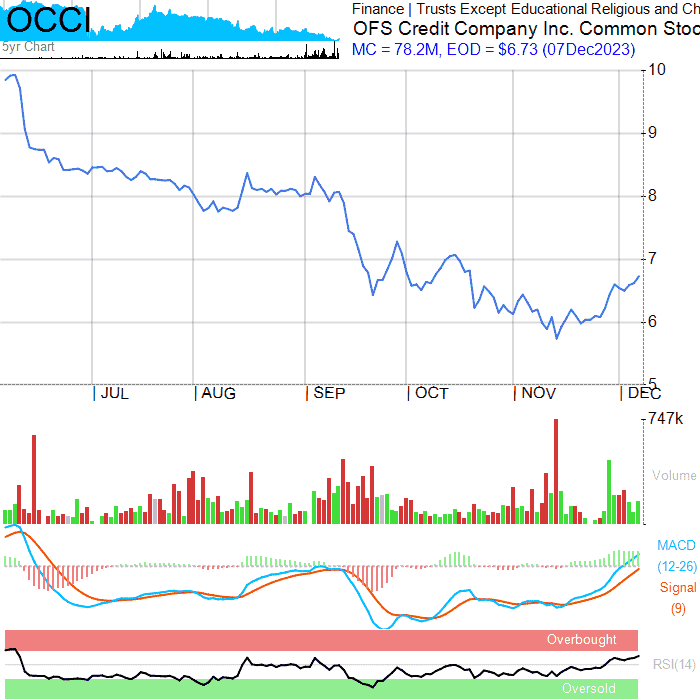 OCCI
5yr Chart
Finance | Trusts Except Educational Religious and Ch
OFS Credit Company Inc. Common Stoc
MC = 78.2M, EOD = $6.73 (07Dec2023)
10
9
8
7
6
5
| JUL | AUG | SEP | OCT | NOV | DEC
747k
Volume
MACD
(12-26)
Signal
(9)
Overbought
RSI(14)
Oversold